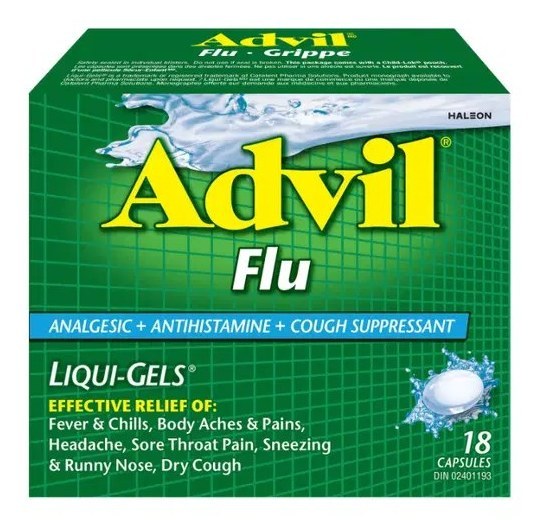 Advil
Flu - Grippe
HALEON
Advil®
Flu
ANALGESIC + ANTIHISTAMINE + COUGH SUPPRESSANT
LIQUI-GELS®
EFFECTIVE RELIEF OF:
Fever & Chills, Body Aches & Pains,
Headache, Sore Throat Pain, Sneezing
& Runny Nose, Dry Cough
18
CAPSULES
DIN 02401193